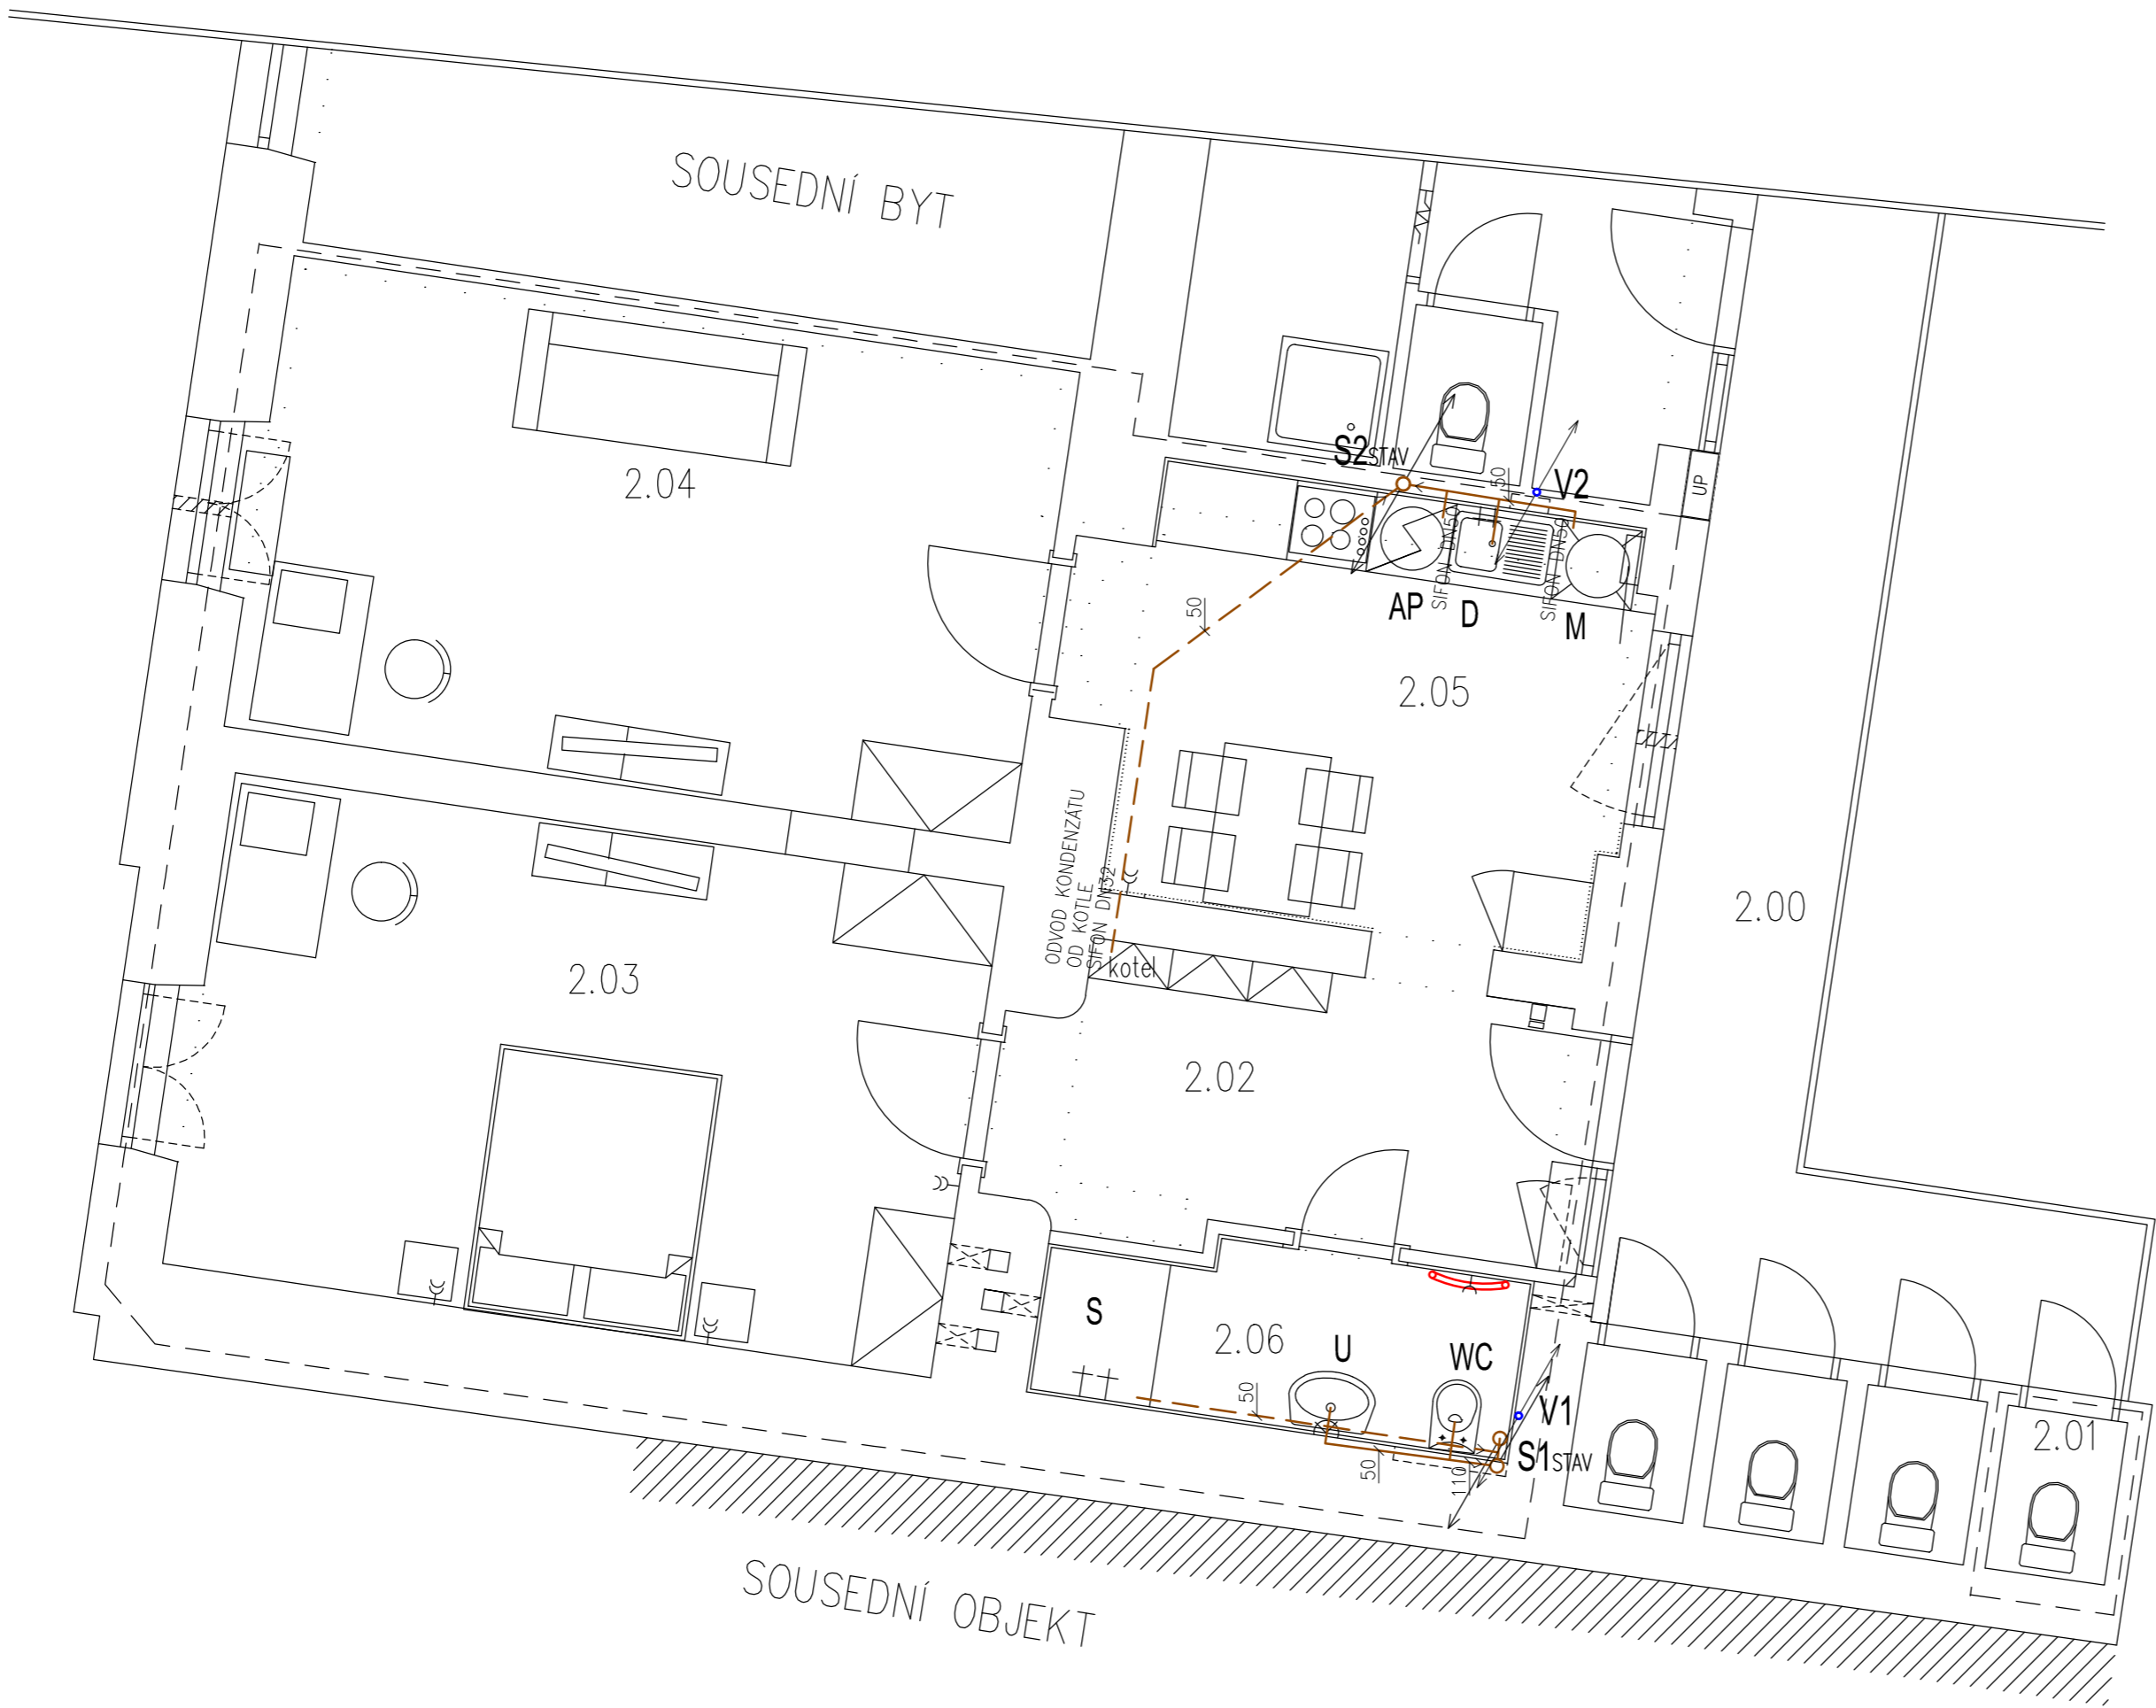 SOUSEDNÍ BYT
S2STAV
50
V2
UP
2.04
SIFON DN50
SIFON DN50
AP
D
M
50
2.05
ODVOD KONDENZÁTU
OD KOTLE
SIFON DN32
kotel
2.00
2.03
2.02
S
2.06
U
WC
50
V1
2.01
S1STAV
50
110
SOUSEDNÍ OBJEKT